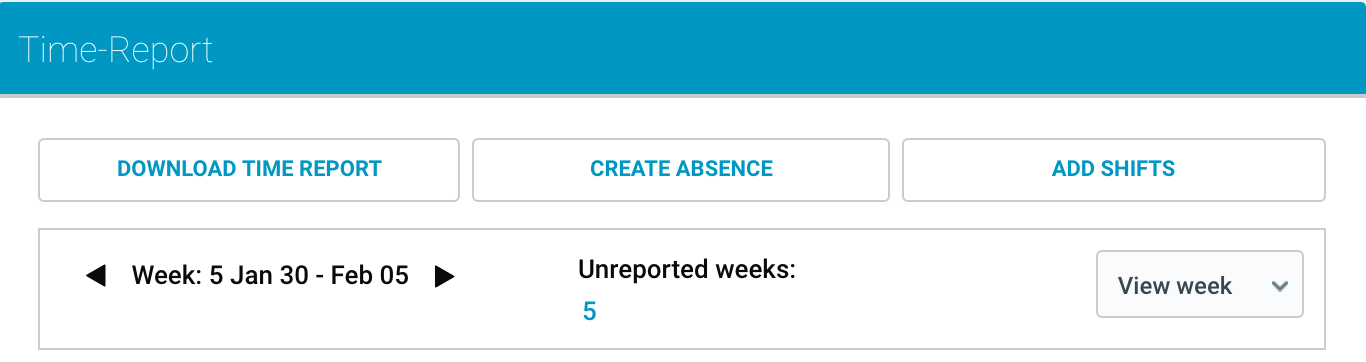 Time-Report
DOWNLOAD TIME REPORT
CREATE ABSENCE
ADD SHIFTS
Week: 5 Jan 30 - Feb 05
Unreported weeks:
5
View week